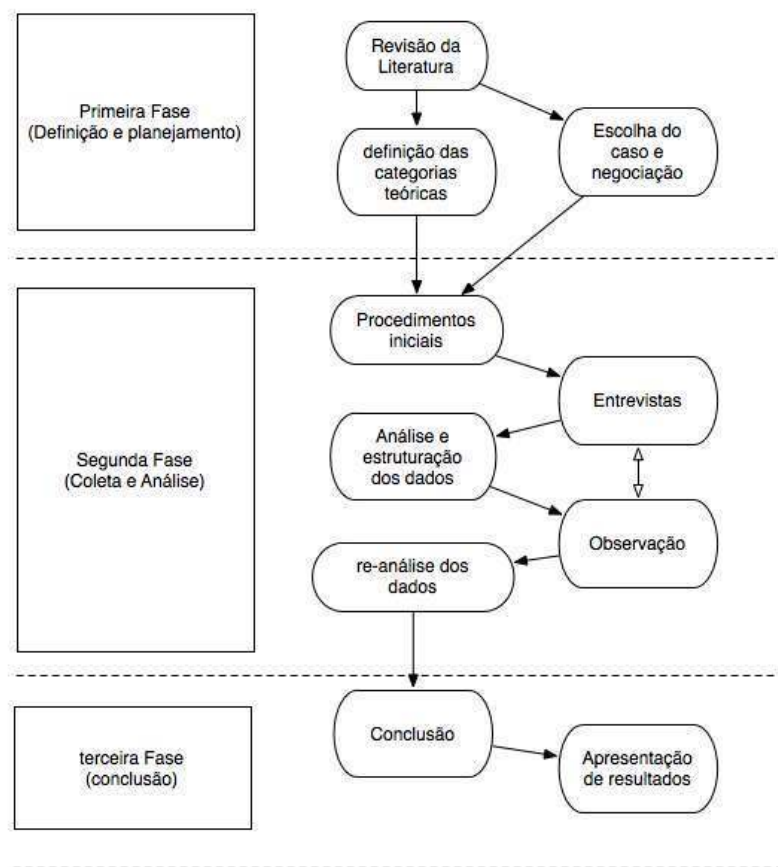 Primeira Fase
(Definição e planejamento)
Revisão da
Literatura
definição das
categorias
teóricas
Escolha do
caso e
negociação
Segunda Fase
(Coleta e Análise)
Procedimentos
iniciais
Entrevistas
Análise e
estruturação
dos dados
Observação
re-análise dos
dados
terceira Fase
(conclusão)
Conclusão
Apresentação
de resultados